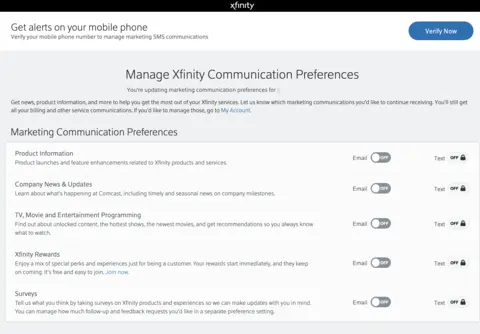 xfinity
Get alerts on your mobile phone
Verify your mobile phone number to manage marketing SMS communications
Verify Now
Manage Xfinity Communication Preferences
You're updating marketing communication preferences for :
Get news, product information, and more to help you get the most out of your Xfinity services. Let us know which marketing communications you'd like to continue receiving. You'll still get
all your billing and other service communications. If you'd like to manage those, go to My Account.
Marketing Communication Preferences
Product Information
Product launches and feature enhancements related to Xfinity products and services.
Email OFF Text OFF
Company News & Updates
Learn about what's happening at Comcast, including timely and seasonal news on company milestones.
Email OFF Text OFF
TV, Movie and Entertainment Programming
Find out about unlocked content, the hottest shows, the newest movies, and get recommendations so you always know
what to watch.
Email OFF Text OFF
Xfinity Rewards
Enjoy a mix of special perks and experiences just for being a customer. Your rewards start immediately, and they keep
on coming. it's free and easy to join. Join now.
Email OFF Text OFF
Surveys
Tell us what you think by taking surveys on Xfinity products and experiences so we can make updates with you in mind.
You can manage how much follow-up and feedback requests you'd like in a separate preference setting.
Email OFF Text OFF